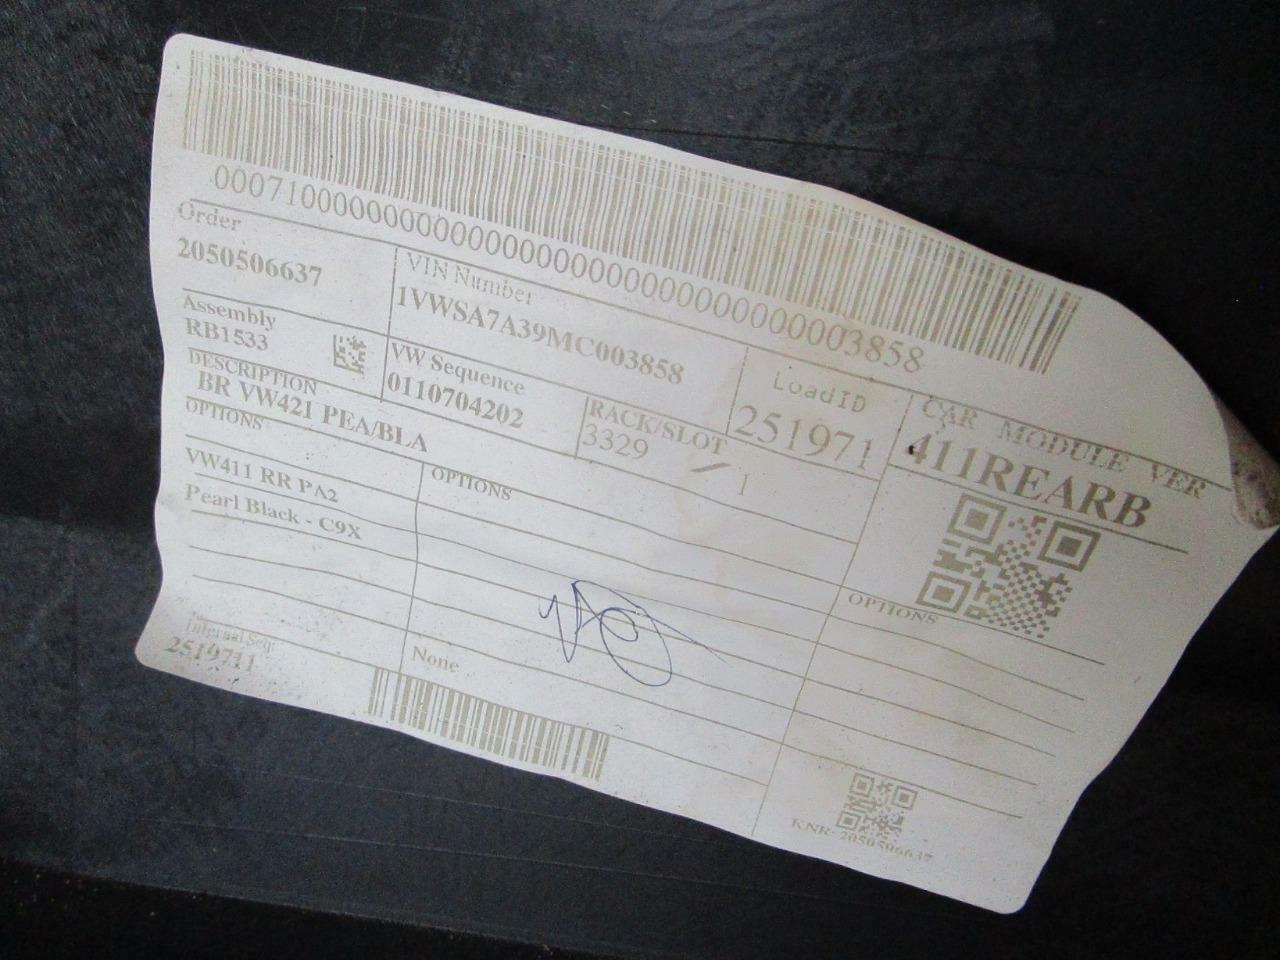 000710000000000000000000000000000003858
Order
2050506637
VIN Number
1VWSA7A39MC003858
LoadID
251971
CAR MODULE VER
411REARB
Assembly
RB1533
VW Sequence
0110704202
RACK/SLOT
3329 / 1
DESCRIPTION
BR VW421 PEA/BLA
OPTIONS
OPTIONS
OPTIONS
VW411 RR PA2
Pearl Black - C9X
None
Internal Seq:
2519711
KNR: 2050506637